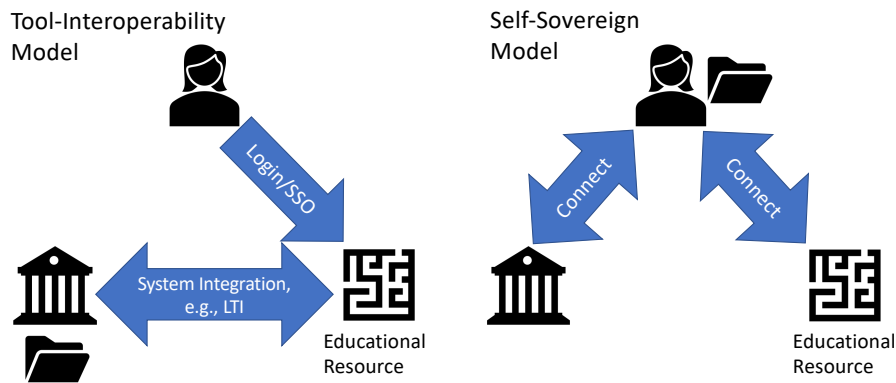 Tool-Interoperability
Model
Login/SSO
System Integration,
e.g., LTI
Educational
Resource
Self-Sovereign
Model
Connect
Connect
Educational
Resource